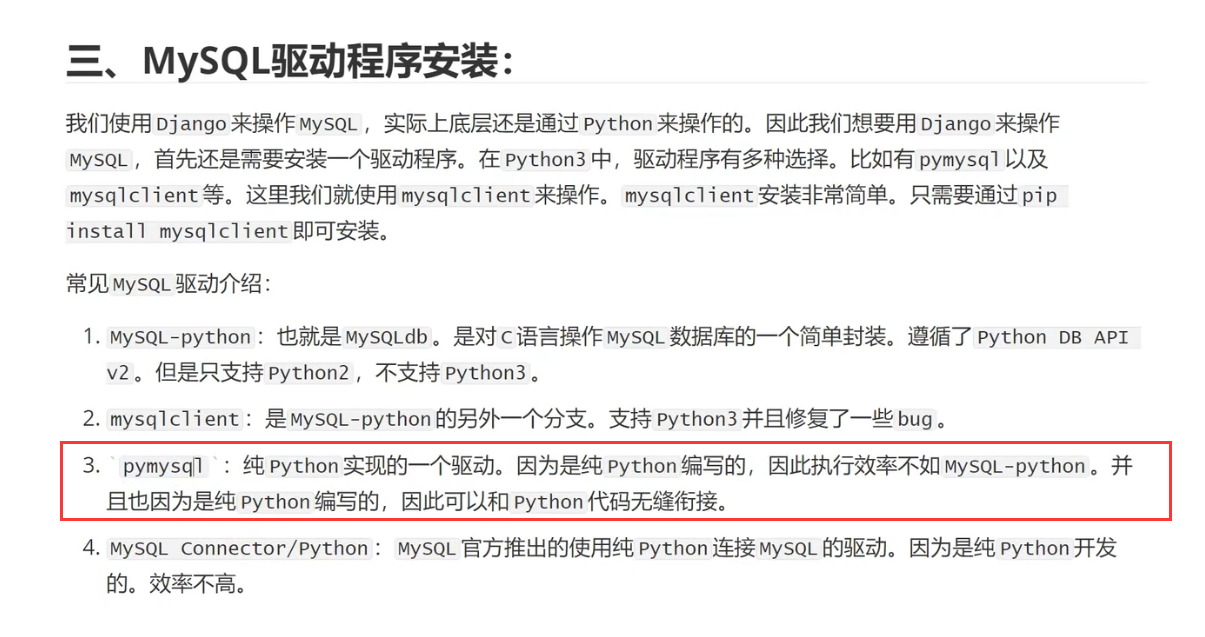 三、MySQL驱动程序安装：
我们使用Django来操作MySQL，实际上底层还是通过Python来操作的。因此我们想要用Django来操作
MySQL，首先还是需要安装一个驱动程序。在Python3中，驱动程序有多种选择。比如有pymysql以及
mysqlclient等。这里我们就使用mysqlclient来操作。mysqlclient安装非常简单。只需要通过pip
install mysqlclient即可安装。
常见MySQL驱动介绍：
1. MySQL-python：也就是MySQLdb。是对C语言操作MySQL数据库的一个简单封装。遵循了Python DB API
v2。但是只支持Python2，不支持Python3。
2. mysqlclient：是MySQL-python的另外一个分支。支持Python3并且修复了一些bug。
3. `pymysql`：纯Python实现的一个驱动。因为是纯Python编写的，因此执行效率不如MySQL-python。并
且也因为是纯Python编写的，因此可以和Python代码无缝衔接。
4. MySQL Connector/Python：MySQL官方推出的使用纯Python连接MySQL的驱动。因为是纯Python开发
的。效率不高。